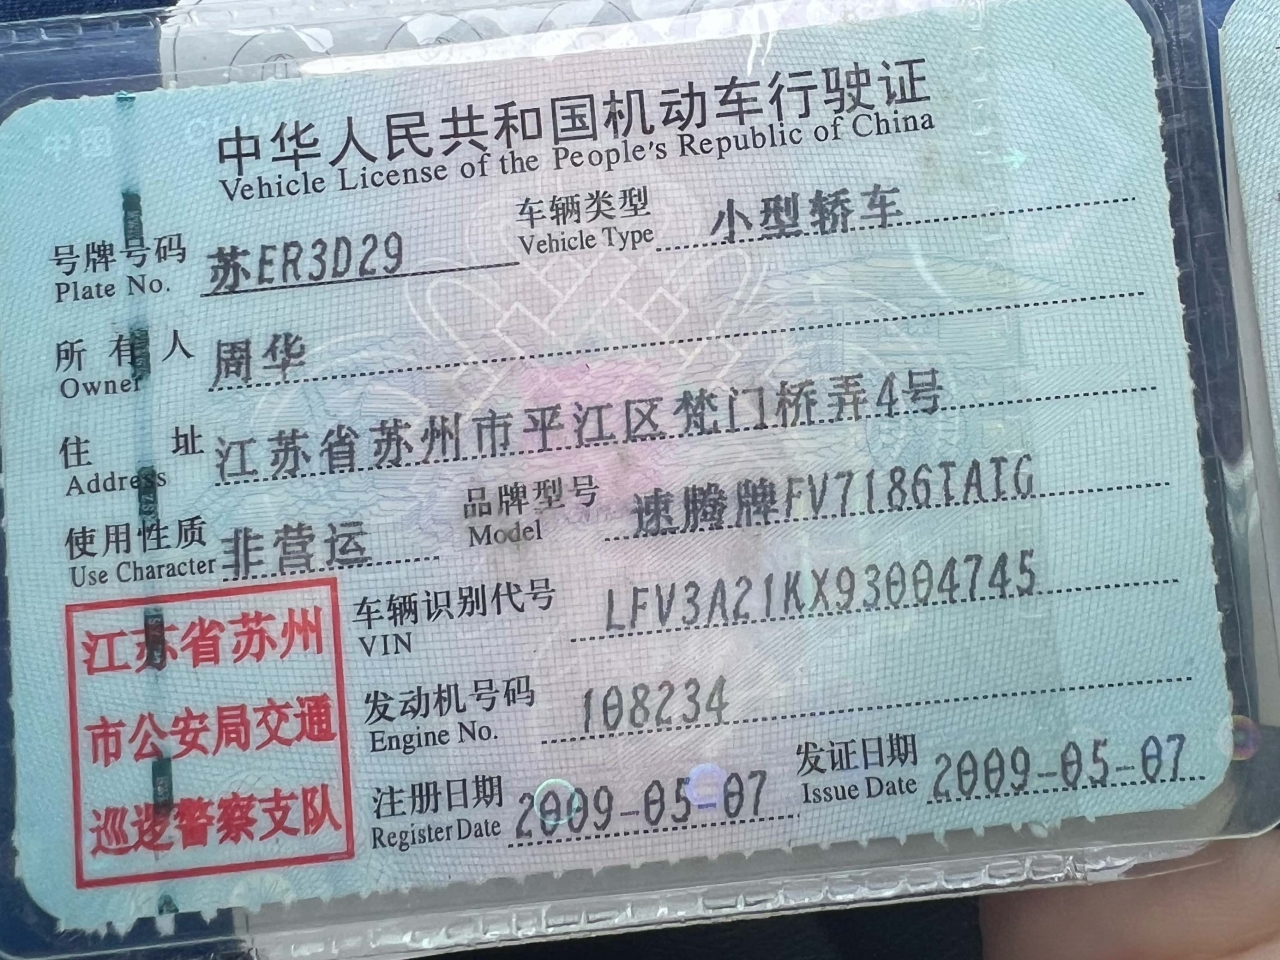 中华人民共和国机动车行驶证
Vehicle License of the People's Republic of China
号牌号码 苏ER3D29 车辆类型 小型轿车
Plate No. Vehicle Type
所有人 周华
Owner
住址 江苏省苏州市平江区梵门桥弄4号
Address
使用性质 非营运 品牌型号 速腾牌FV7186TATG
Use Character Model
车辆识别代号 LFV3A21KX93004745
VIN
发动机号码 108234
Engine No.
注册日期 2009-05-07 发证日期 2009-05-07
Register Date Issue Date
江苏省苏州
市公安局交通
巡逻警察支队